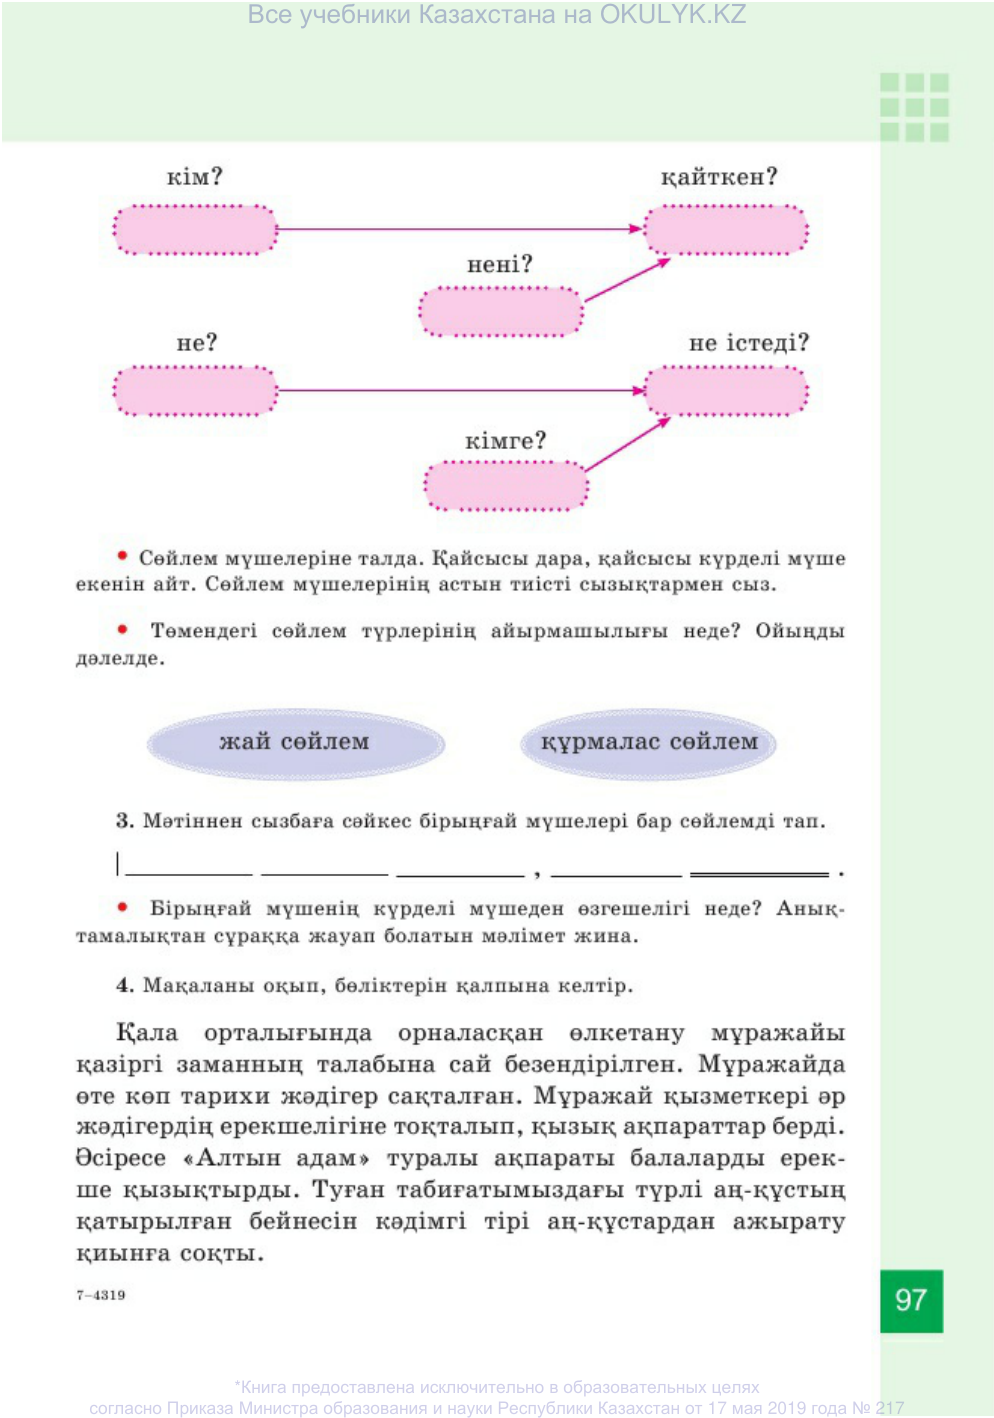 Все учебники Казахстана на OKULYK.KZ
кім? қайткен?
нені?
не? не істеді?
кімге?
• Сөйлем мүшелеріне талда. Қайсысы дара, қайсысы күрделі мүше
екенін айт. Сөйлем мүшелерінің астын тиісті сызықтармен сыз.
• Төмендегі сөйлем түрлерінің айырмашылығы неде? Ойыңды
дәлелде.
жай сөйлем құрмалас сөйлем
3. Мәтіннен сызбаға сәйкес бірыңғай мүшелері бар сөйлемді тап.
• Бірыңғай мүшенің күрделі мүшеден өзгешелігі неде? Анық-
тамалықтан сұраққа жауап болатын мәлімет жина.
4. Мақаланы оқып, бөліктерін қалпына келтір.
Қала орталығында орналасқан өлкетану мұражайы
қазіргі заманның талабына сай безендірілген. Мұражайда
өте көп тарихи жәдігер сақталған. Мұражай қызметкері әр
жәдігердің ерекшелігіне тоқталып, қызық ақпараттар берді.
Әсіресе «Алтын адам» туралы ақпараты балаларды ерек-
ше қызықтырды. Туған табиғатымыздағы түрлі аң-құстың
қатырылған бейнесін кәдімгі тірі аң-құстардан ажырату
қиынға соқты.
7–4319
97
*Книга предоставлена исключительно в образовательных целях
согласно Приказа Министра образования и науки Республики Казахстан от 17 мая 2019 года № 217